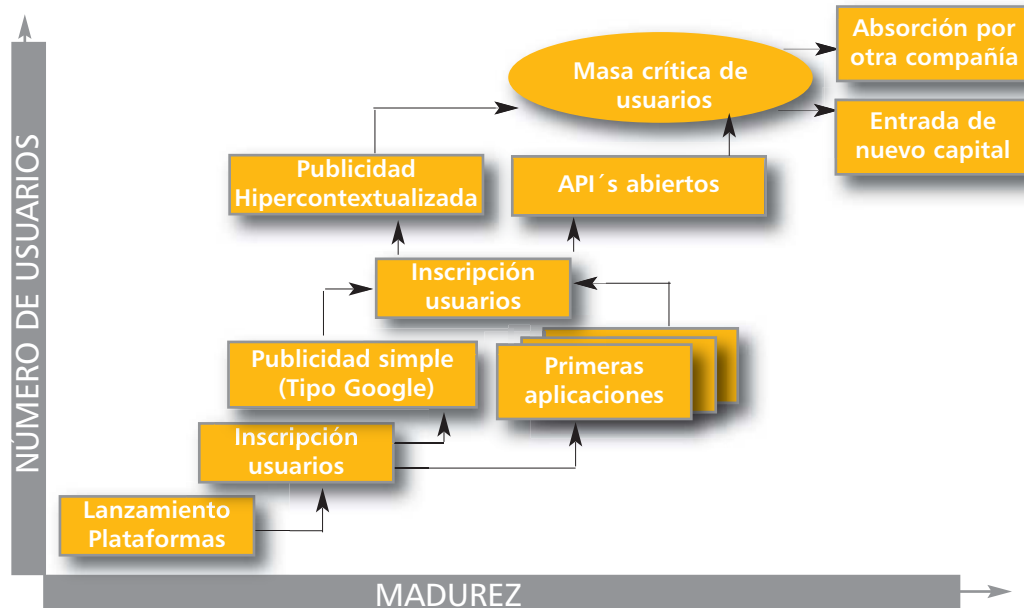 Absorción por
otra compañía
Masa crítica de
usuarios
Entrada de
nuevo capital
Publicidad
Hipercontextualizada
API´s abiertos
Inscripción
usuarios
Publicidad simple
(Tipo Google)
Primeras
aplicaciones
Inscripción
usuarios
Lanzamiento
Plataformas
NÚMERO DE USUARIOS
MADUREZ